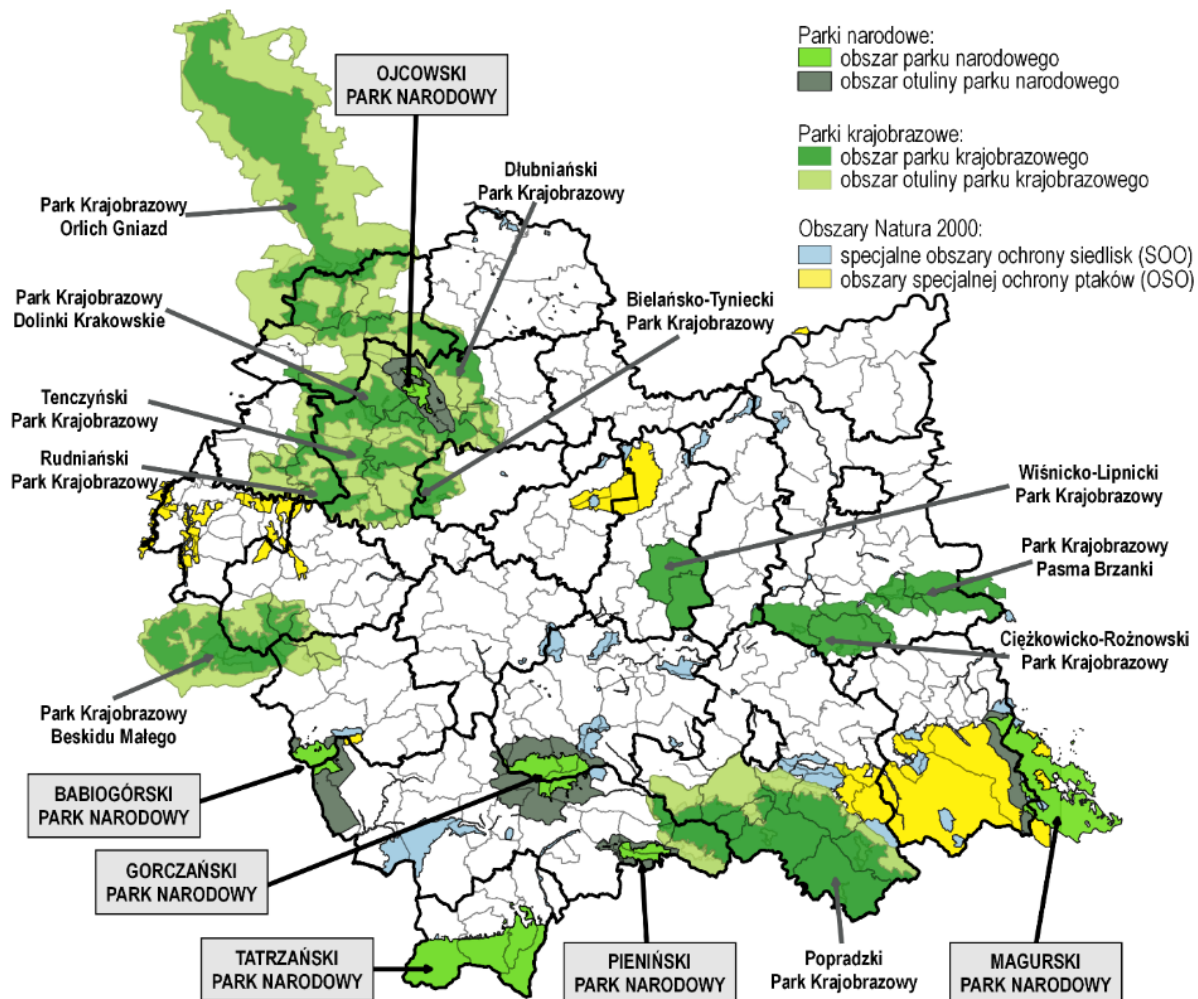 Parki narodowe:
obszar parku narodowego
obszar otuliny parku narodowego
Parki krajobrazowe:
obszar parku krajobrazowego
obszar otuliny parku krajobrazowego
Obszary Natura 2000:
specjalne obszary ochrony siedlisk (SOO)
obszary specjalnej ochrony ptaków (OSO)
OJCOWSKI
PARK NARODOWY
Dłubniański
Park Krajobrazowy
Park Krajobrazowy
Orlich Gniazd
Park Krajobrazowy
Dolinki Krakowskie
Bielańsko-Tyniecki
Park Krajobrazowy
Tenczyński
Park Krajobrazowy
Rudniański
Park Krajobrazowy
Wiśnicko-Lipnicki
Park Krajobrazowy
Park Krajobrazowy
Pasma Brzanki
Ciężkowicko-Rożnowski
Park Krajobrazowy
Park Krajobrazowy
Beskidu Małego
BABIOGÓRSKI
PARK NARODOWY
GORCZAŃSKI
PARK NARODOWY
TATRZAŃSKI
PARK NARODOWY
PIENIŃSKI
PARK NARODOWY
Popradzki
Park Krajobrazowy
MAGURSKI
PARK NARODOWY